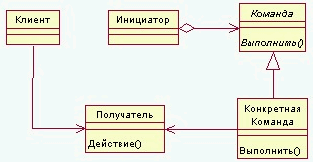 Клиент
Инициатор
Команда
Выполнить()
Получатель
Действие()
Конкретная
Команда
Выполнить()